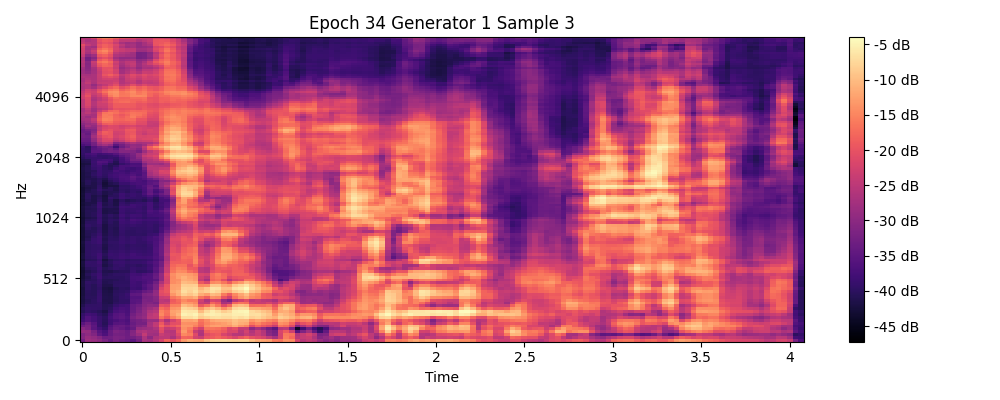 Epoch 34 Generator 1 Sample 3
Hz
4096
2048
1024
512
0
0 0.5 1 1.5 2 2.5 3 3.5 4
Time
-5 dB
-10 dB
-15 dB
-20 dB
-25 dB
-30 dB
-35 dB
-40 dB
-45 dB